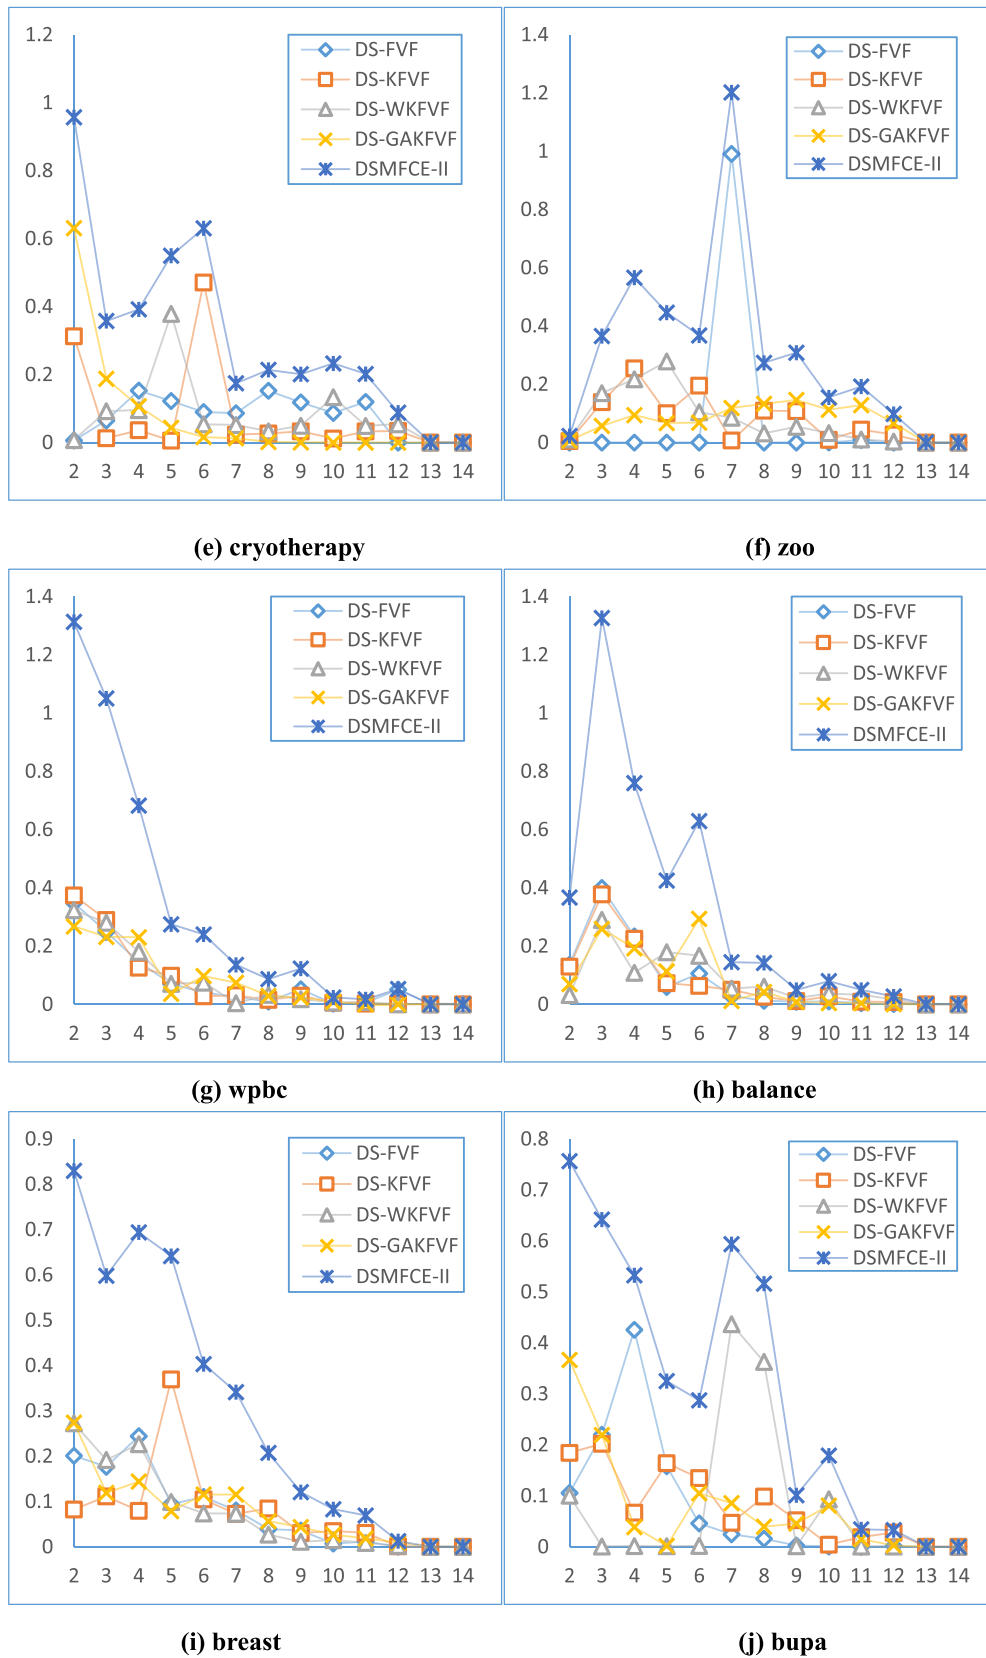 1.2
1
0.8
0.6
0.4
0.2
0
2 3 4 5 6 7 8 9 10 11 12 13 14
DS-FVF
DS-KFVF
DS-WKFVF
DS-GAKFVF
DSMFCE-II
(e) cryotherapy
1.4
1.2
1
0.8
0.6
0.4
0.2
0
2 3 4 5 6 7 8 9 10 11 12 13 14
DS-FVF
DS-KFVF
DS-WKFVF
DS-GAKFVF
DSMFCE-II
(f) zoo
1.4
1.2
1
0.8
0.6
0.4
0.2
0
2 3 4 5 6 7 8 9 10 11 12 13 14
DS-FVF
DS-KFVF
DS-WKFVF
DS-GAKFVF
DSMFCE-II
(g) wpbc
1.4
1.2
1
0.8
0.6
0.4
0.2
0
2 3 4 5 6 7 8 9 10 11 12 13 14
DS-FVF
DS-KFVF
DS-WKFVF
DS-GAKFVF
DSMFCE-II
(h) balance
0.9
0.8
0.7
0.6
0.5
0.4
0.3
0.2
0.1
0
2 3 4 5 6 7 8 9 10 11 12 13 14
DS-FVF
DS-KFVF
DS-WKFVF
DS-GAKFVF
DSMFCE-II
(i) breast
0.8
0.7
0.6
0.5
0.4
0.3
0.2
0.1
0
2 3 4 5 6 7 8 9 10 11 12 13 14
DS-FVF
DS-KFVF
DS-WKFVF
DS-GAKFVF
DSMFCE-II
(j) bupa